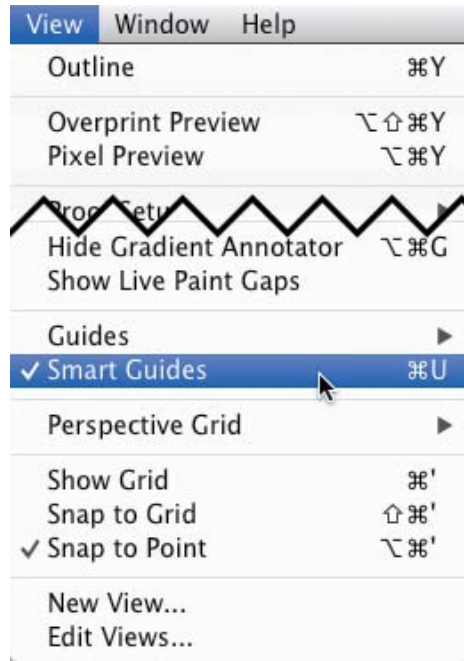 View Window Help
Outline ⌘Y
Overprint Preview ⌥⇧⌘Y
Pixel Preview ⌥⌘Y
Hide Gradient Annotator ⌥⌘G
Show Live Paint Gaps
Guides ▶
✓ Smart Guides ⌘U
Perspective Grid ▶
Show Grid ⌘'
Snap to Grid ⇧⌘'
✓ Snap to Point ⌥⌘'
New View...
Edit Views...